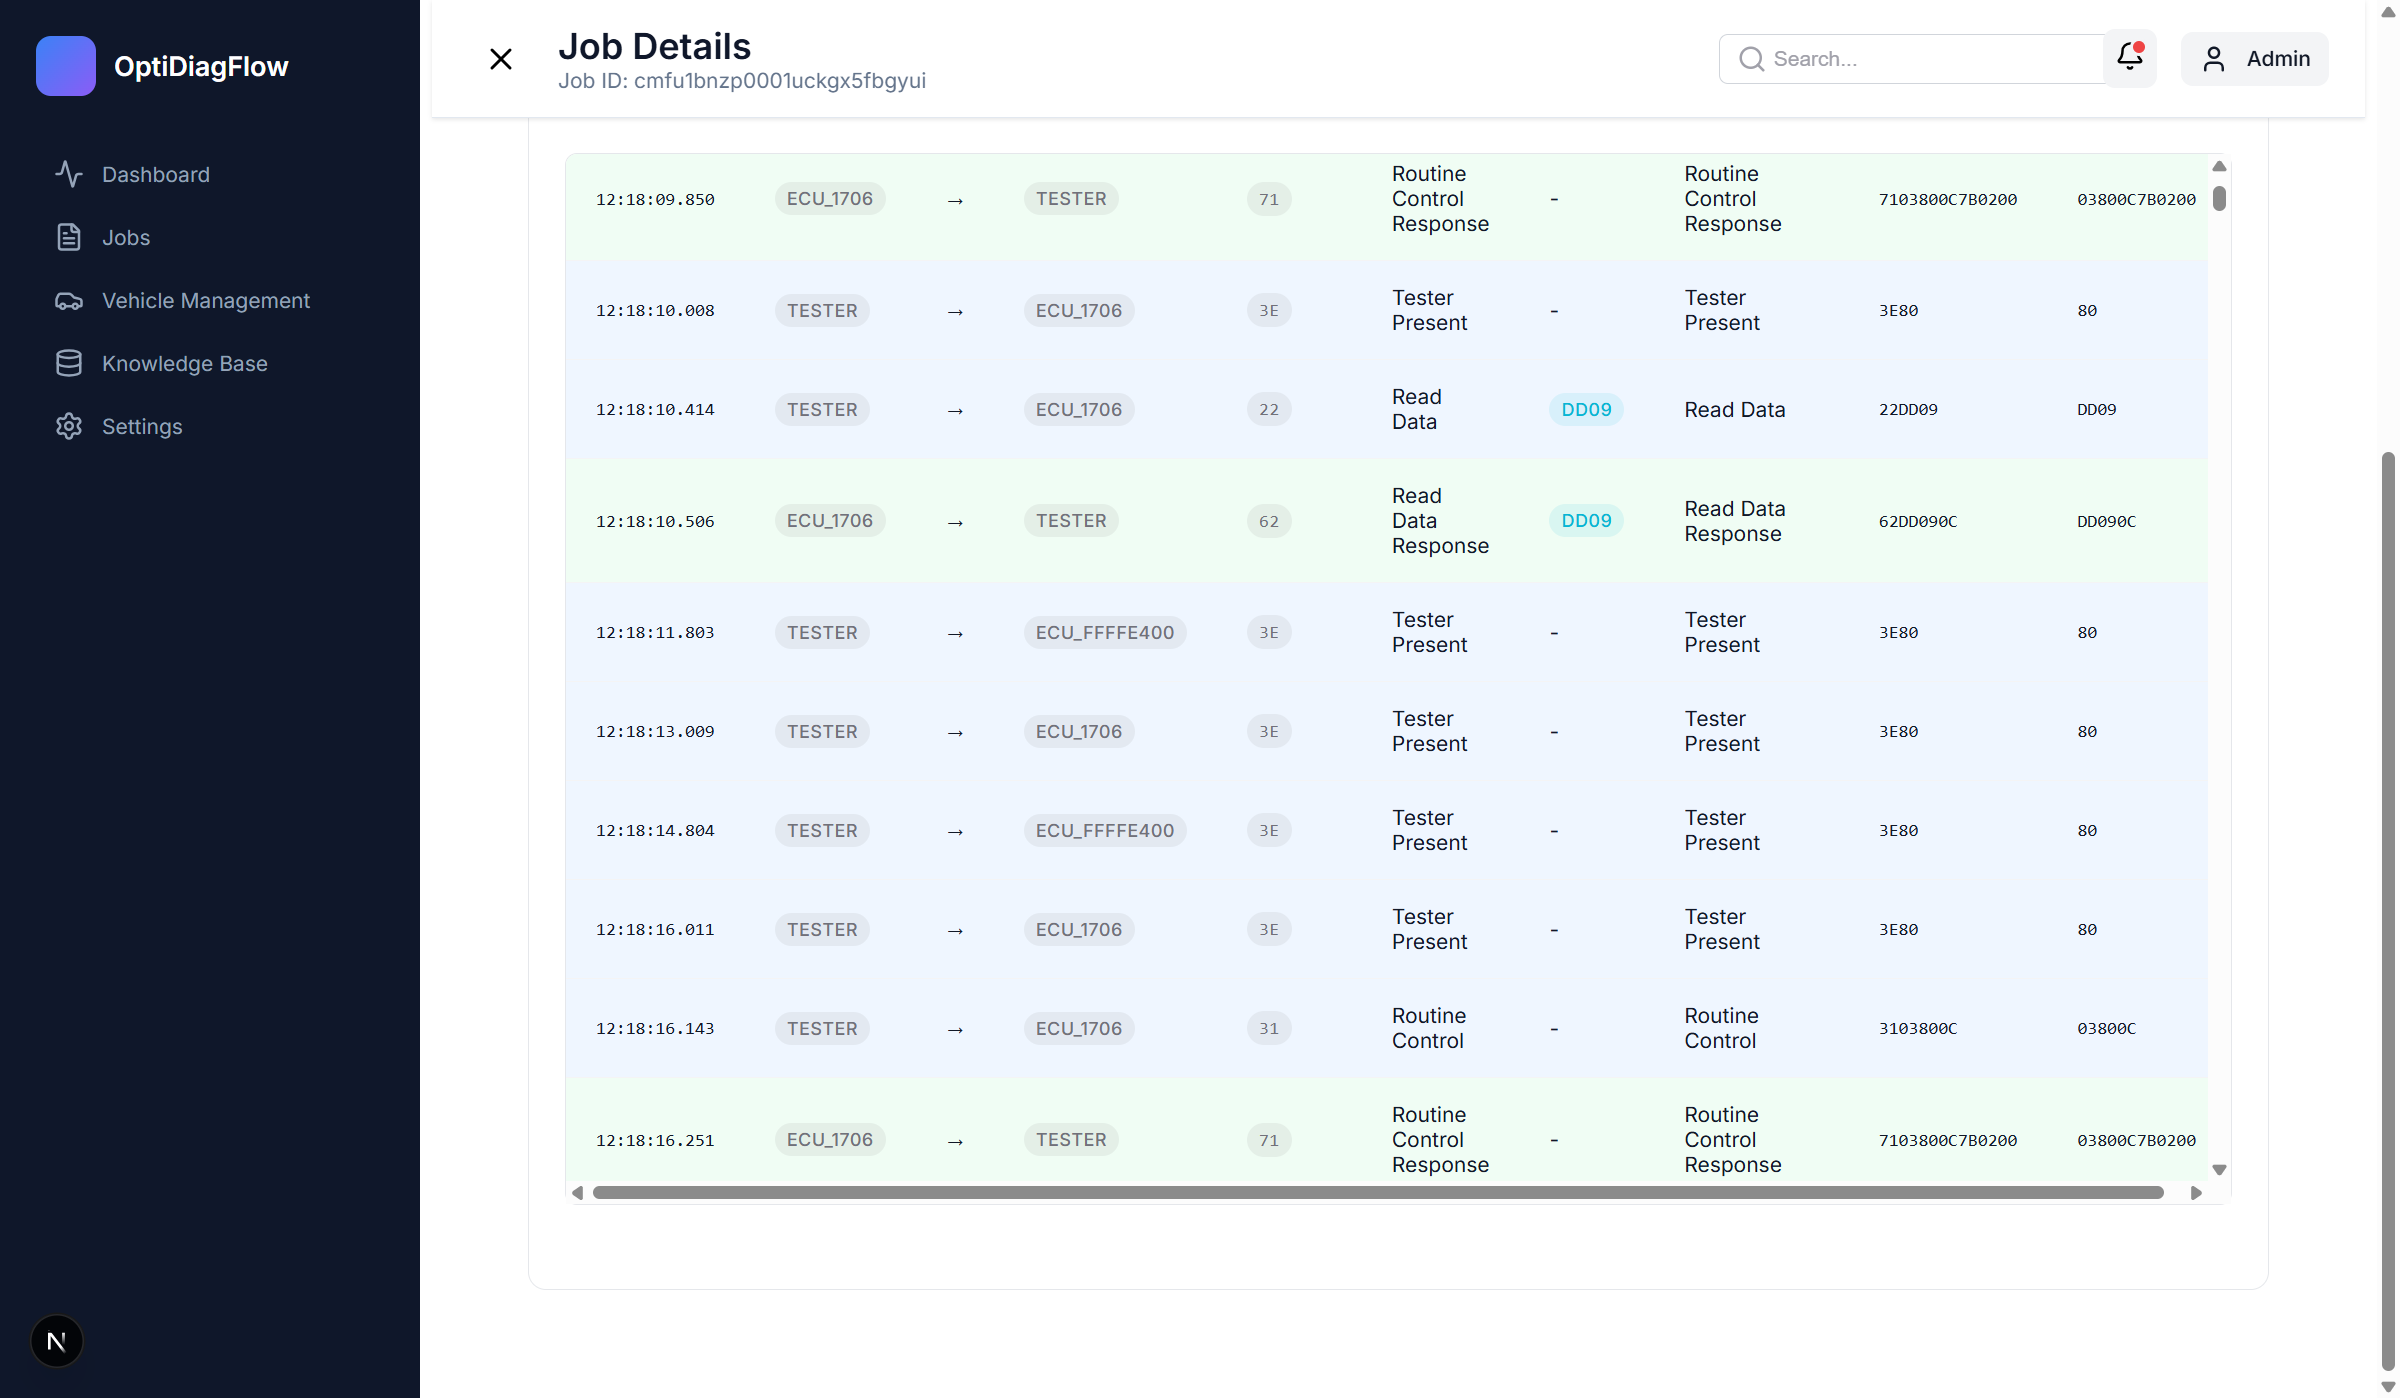 OptiDiagFlow
Dashboard
Jobs
Vehicle Management
Knowledge Base
Settings
N
Job Details
Job ID: cmfu1bnzp0001uckgx5fbgyui
Search...
Admin
12:18:09.850 ECU_1706 → TESTER 71 Routine Control Response - Routine Control Response 7103800C7B0200 03800C7B0200
12:18:10.008 TESTER → ECU_1706 3E Tester Present - Tester Present 3E80 80
12:18:10.414 TESTER → ECU_1706 22 Read Data DD09 Read Data 22DD09 DD09
12:18:10.506 ECU_1706 → TESTER 62 Read Data Response DD09 Read Data Response 62DD090C DD090C
12:18:11.803 TESTER → ECU_FFFFE400 3E Tester Present - Tester Present 3E80 80
12:18:13.009 TESTER → ECU_1706 3E Tester Present - Tester Present 3E80 80
12:18:14.804 TESTER → ECU_FFFFE400 3E Tester Present - Tester Present 3E80 80
12:18:16.011 TESTER → ECU_1706 3E Tester Present - Tester Present 3E80 80
12:18:16.143 TESTER → ECU_1706 31 Routine Control - Routine Control 3103800C 03800C
12:18:16.251 ECU_1706 → TESTER 71 Routine Control Response - Routine Control Response 7103800C7B0200 03800C7B0200